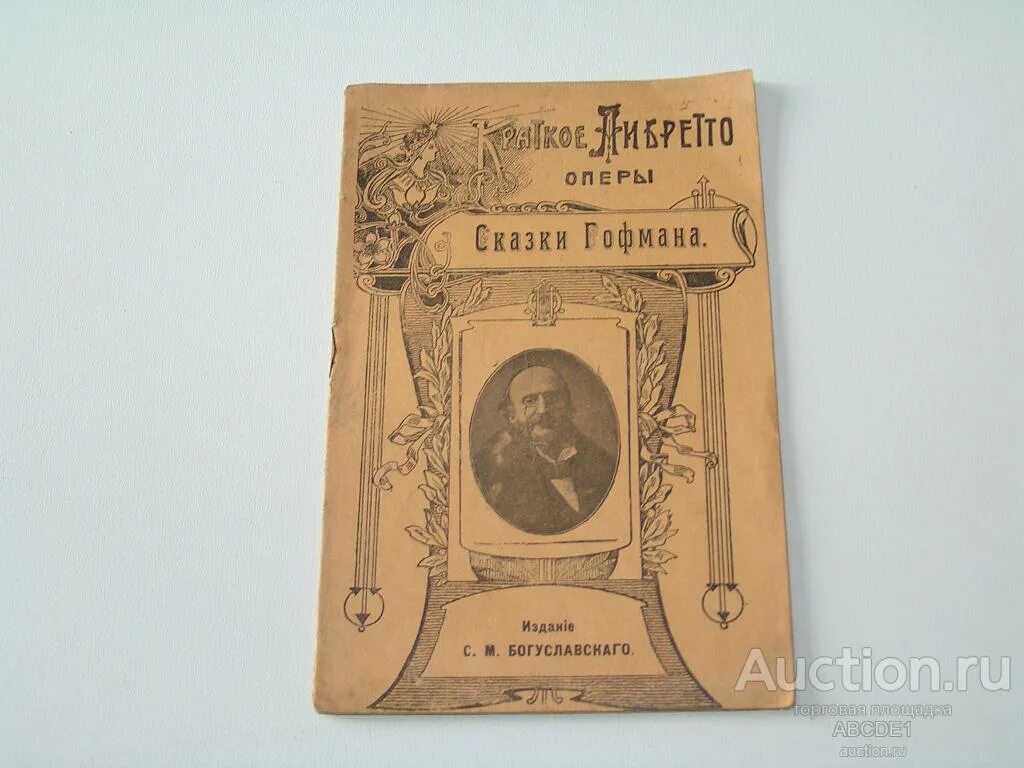 Краткое Либретто
ОПЕРЫ
Сказки Гофмана.
Изданіе
С. М. БОГУСЛАВСКАГО.
Auction.ru
торговая площадка
ABCDE1
auction.ru